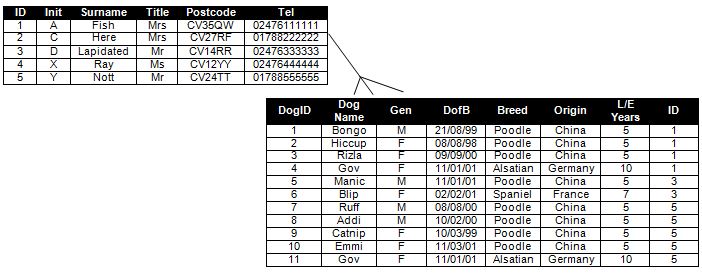 ID Init Surname Title Postcode Tel
1 A Fish Mrs CV35QW 02476111111
2 C Here Mrs CV27RF 01788222222
3 D Lapidated Mr CV14RR 02476333333
4 X Ray Ms CV12YY 02476444444
5 Y Nott Mr CV24TT 01788555555
DogID Dog Name Gen DofB Breed Origin L/E Years ID
1 Bongo M 21/08/99 Poodle China 5 1
2 Hiccup F 08/08/98 Poodle China 5 1
3 Rizla F 09/09/00 Poodle China 5 1
4 Gov F 11/01/01 Alsatian Germany 10 1
5 Manic M 11/01/01 Poodle China 5 3
6 Blip F 02/02/01 Spaniel France 7 3
7 Ruff M 08/08/00 Poodle China 5 5
8 Addi M 10/02/00 Poodle China 5 5
9 Catnip F 10/03/99 Poodle China 5 5
10 Emmi F 11/03/01 Poodle China 5 5
11 Gov F 11/01/01 Alsatian Germany 10 5